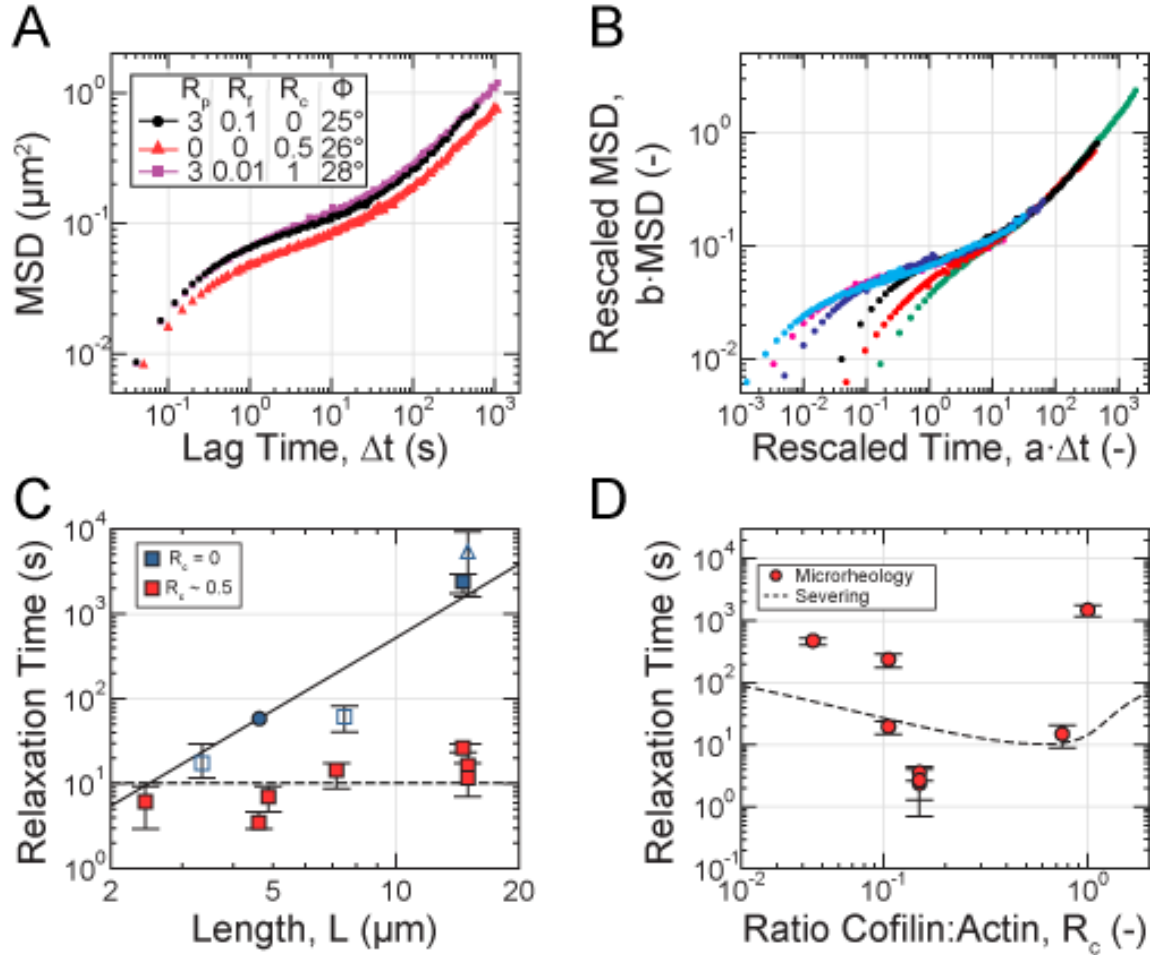 A
MSD (μm²)
10⁰
10⁻¹
10⁻²
R_p R_r R_c Φ
3 0.1 0 25°
0 0 0.5 26°
3 0.01 1 28°
10⁻¹ 10⁰ 10¹ 10² 10³
Lag Time, Δt (s)
B
Rescaled MSD,
b·MSD (-)
10⁰
10⁻¹
10⁻²
10⁻³ 10⁻² 10⁻¹ 10⁰ 10¹ 10² 10³
Rescaled Time, a·Δt (-)
C
Relaxation Time (s)
10⁴
10³
10²
10¹
10⁰
R_c = 0
R_c ~ 0.5
2 5 10 20
Length, L (μm)
D
Relaxation Time (s)
10⁴
10³
10²
10¹
10⁰
10⁻¹
Microrheology
Severing
10⁻² 10⁻¹ 10⁰
Ratio Cofilin:Actin, R_c (-)